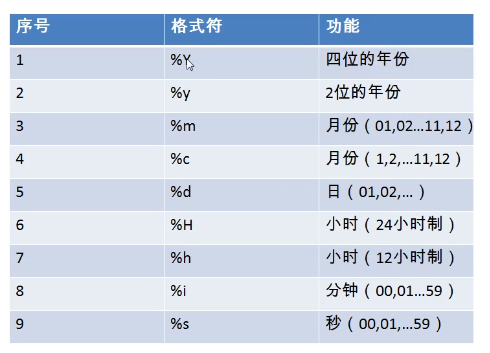 序号 格式符 功能
1 %Y 四位的年份
2 %y 2位的年份
3 %m 月份（01,02…11,12）
4 %c 月份（1,2,…11,12）
5 %d 日（01,02,…）
6 %H 小时（24小时制）
7 %h 小时（12小时制）
8 %i 分钟（00,01…59）
9 %s 秒（00,01,…59）